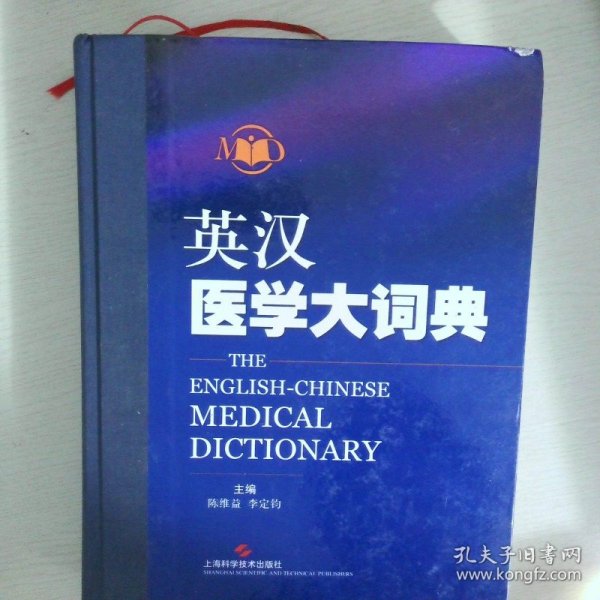 MD
英汉
医学大词典
THE
ENGLISH-CHINESE
MEDICAL
DICTIONARY
主编
陈维益 李定钧
上海科学技术出版社
SHANGHAI SCIENTIFIC AND TECHNICAL PUBLISHERS
孔夫子旧书网
www.kongfz.com